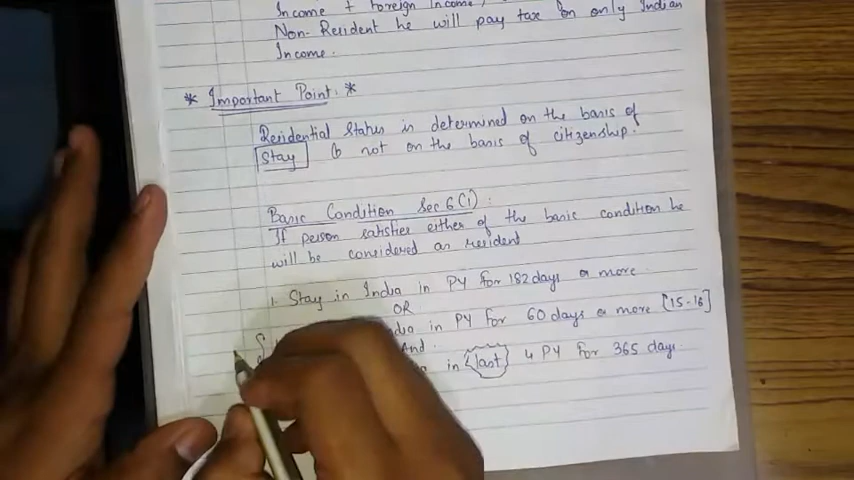 Income + Foreign Income,
Non-Resident he will pay tax on only Indian
Income.
* Important Point. *
Residential Status is determined on the basis of
Stay & not on the basis of citizenship.
Basic Condition Sec 6(1)
If person satisfies either of the basic condition he
will be considered as resident
1. Stay in India in PY for 182 days or more
OR
dia in PY for 60 days or more [15-16]
And
in last 4 PY for 365 days